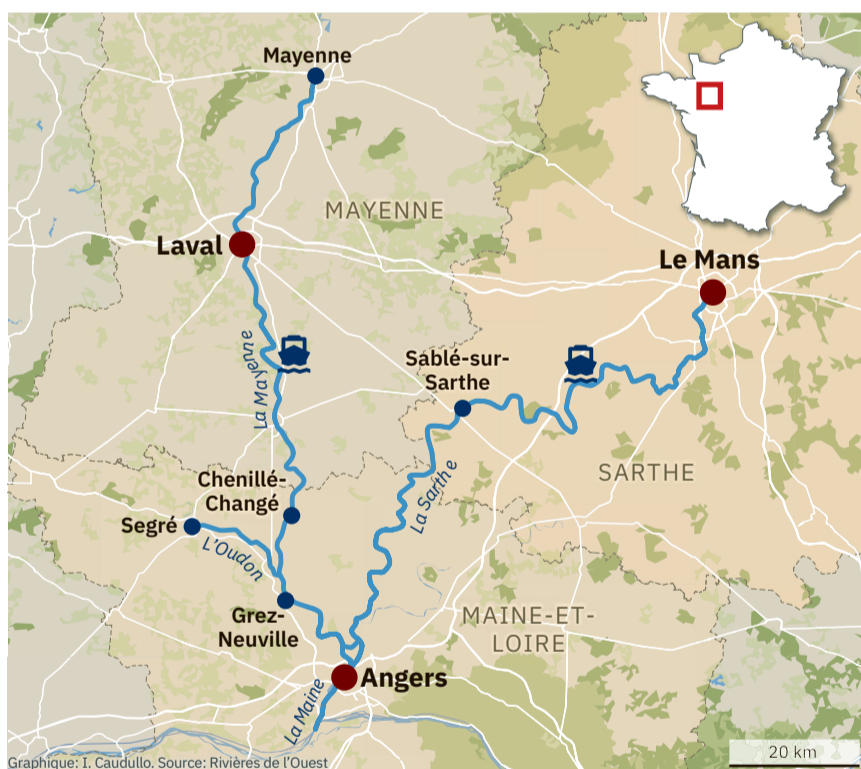 Mayenne
MAYENNE
Laval
Le Mans
La Mayenne
Sablé-sur-
Sarthe
La Sarthe
SARTHE
Chenillé-
Changé
Segré
L'Oudon
Grez-
Neuville
MAINE-ET-
LOIRE
Angers
La Maine
20 km
Graphique: I. Caudullo. Source: Rivières de l'Ouest